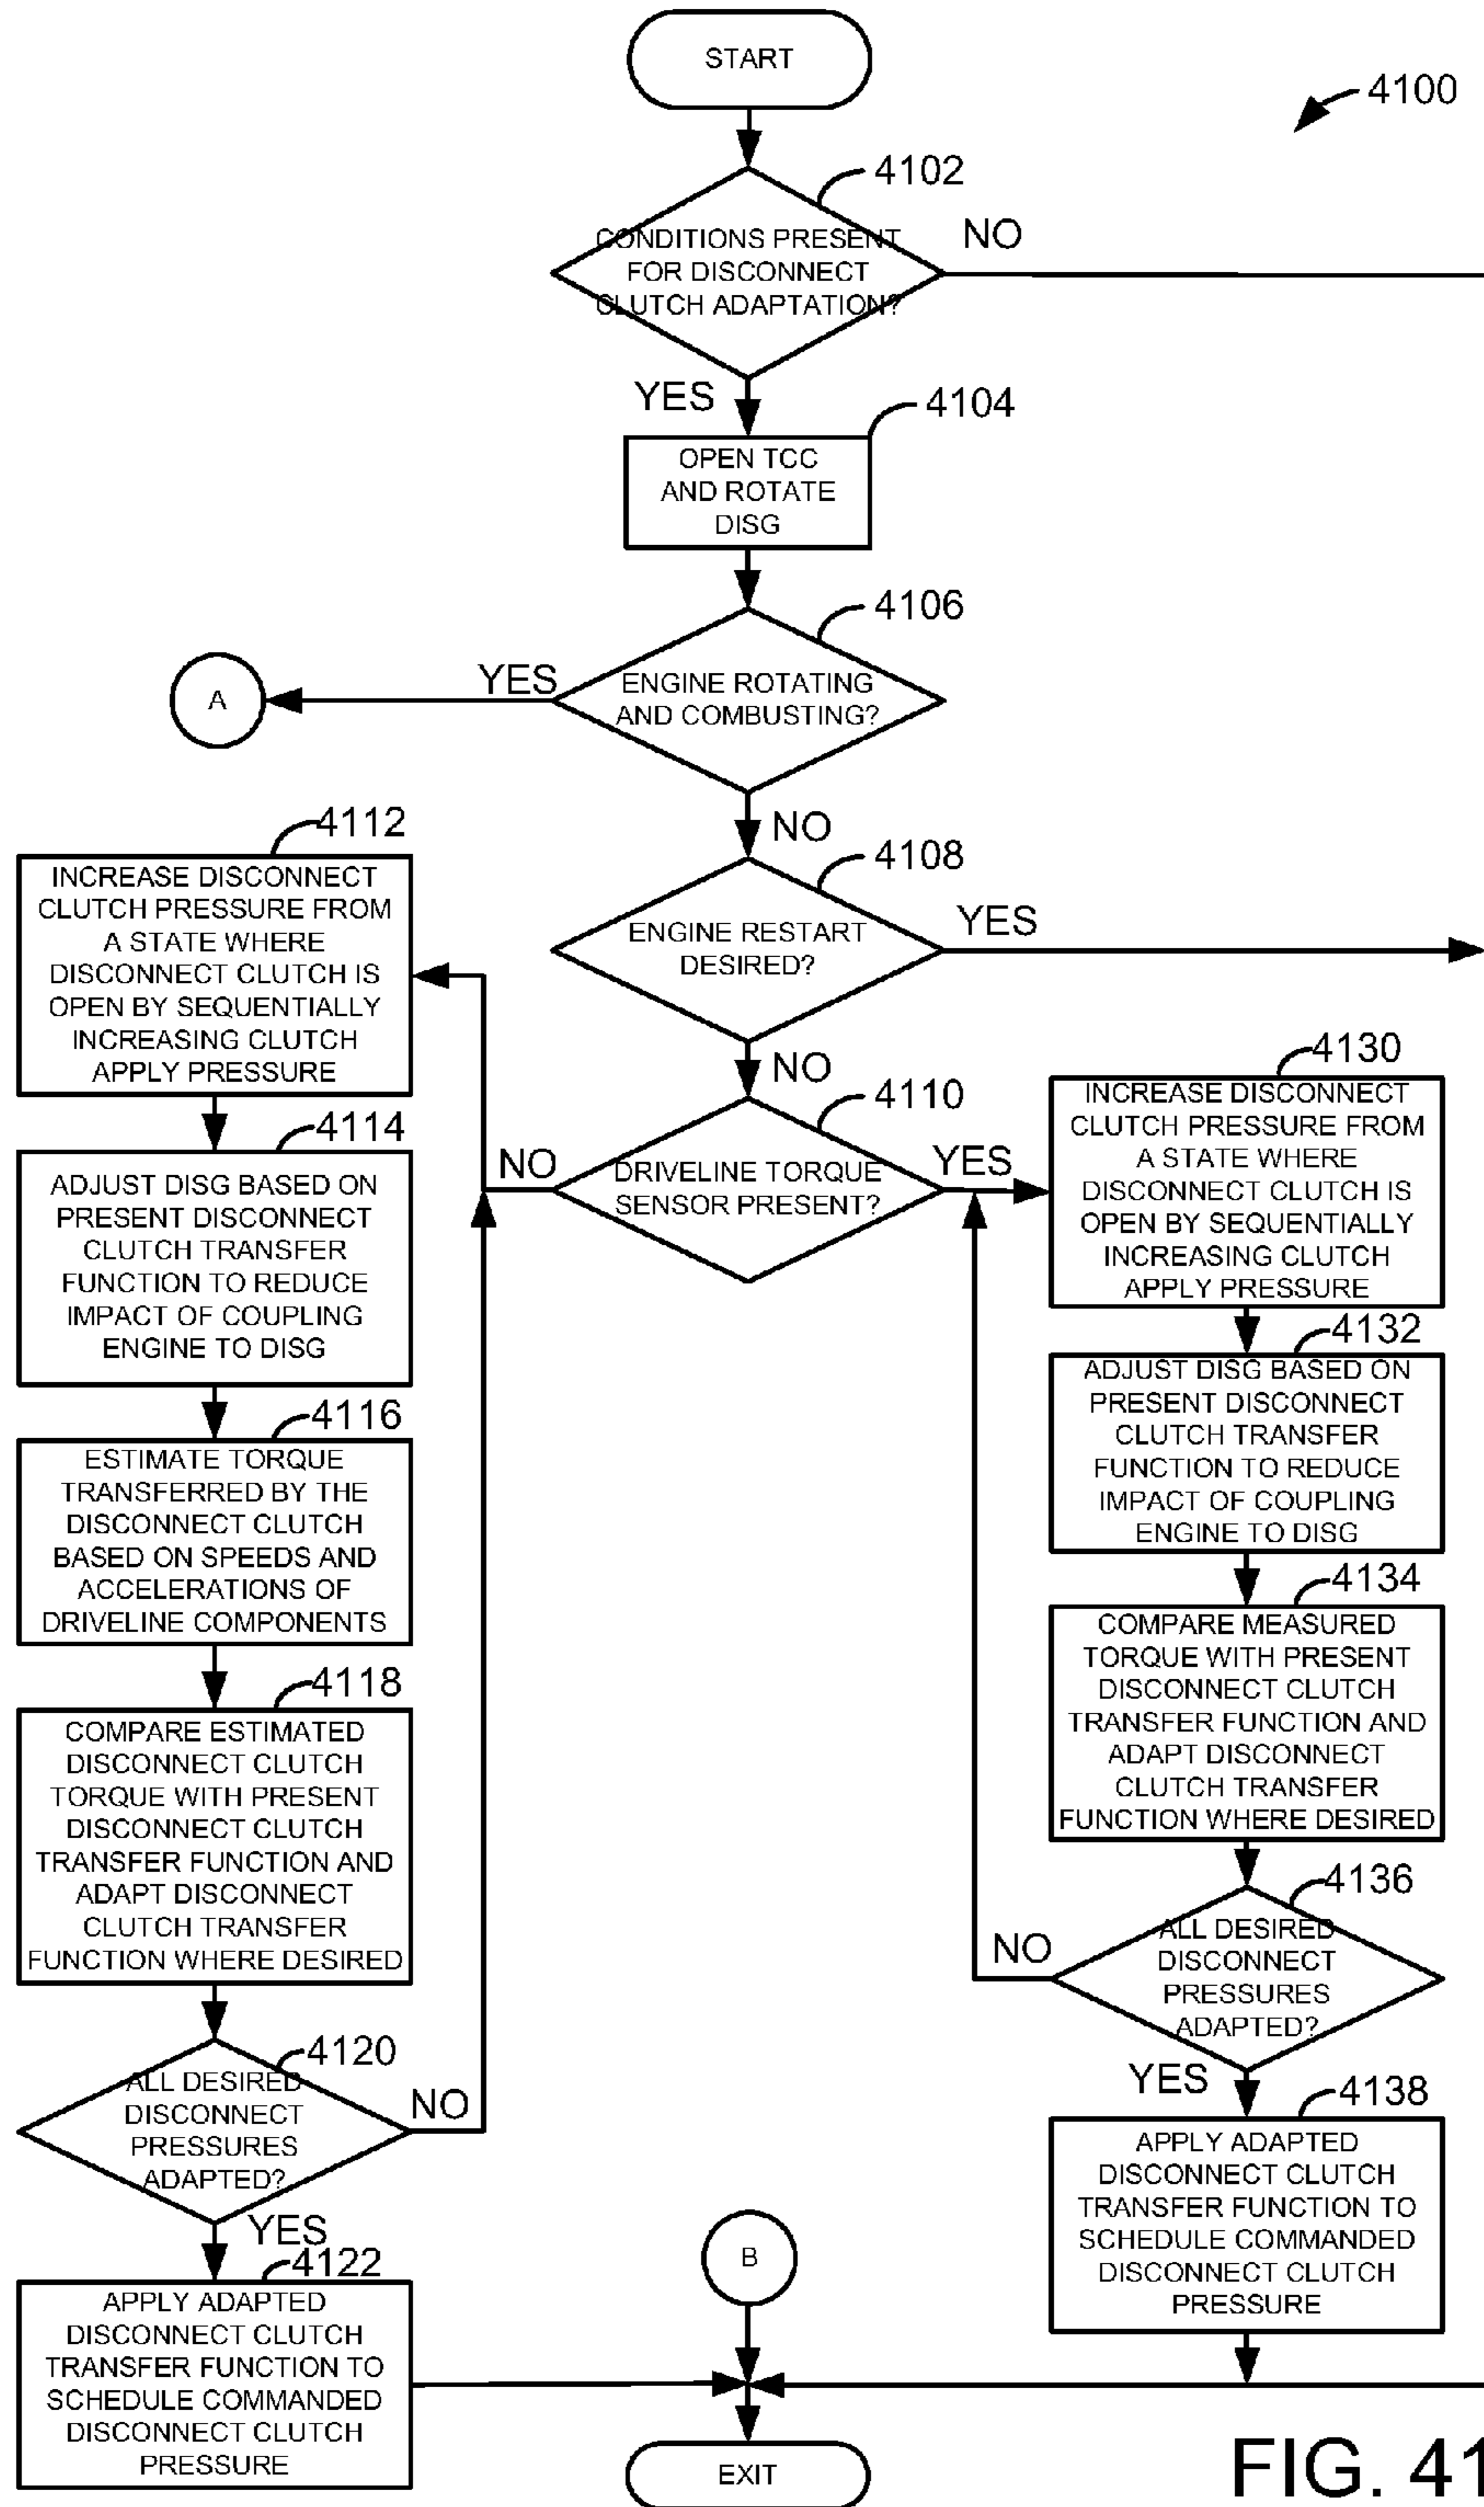 START
4100
4102
CONDITIONS PRESENT
FOR DISCONNECT
CLUTCH ADAPTATION?
NO
YES
4104
OPEN TCC
AND ROTATE
DISG
4106
ENGINE ROTATING
AND COMBUSTING?
YES
A
NO
4108
ENGINE RESTART
DESIRED?
YES
NO
4110
DRIVELINE TORQUE
SENSOR PRESENT?
NO
YES
4112
INCREASE DISCONNECT
CLUTCH PRESSURE FROM
A STATE WHERE
DISCONNECT CLUTCH IS
OPEN BY SEQUENTIALLY
INCREASING CLUTCH
APPLY PRESSURE
4114
ADJUST DISG BASED ON
PRESENT DISCONNECT
CLUTCH TRANSFER
FUNCTION TO REDUCE
IMPACT OF COUPLING
ENGINE TO DISG
4116
ESTIMATE TORQUE
TRANSFERRED BY THE
DISCONNECT CLUTCH
BASED ON SPEEDS AND
ACCELERATIONS OF
DRIVELINE COMPONENTS
4118
COMPARE ESTIMATED
DISCONNECT CLUTCH
TORQUE WITH PRESENT
DISCONNECT CLUTCH
TRANSFER FUNCTION AND
ADAPT DISCONNECT
CLUTCH TRANSFER
FUNCTION WHERE DESIRED
4120
ALL DESIRED
DISCONNECT
PRESSURES
ADAPTED?
NO
YES
4122
APPLY ADAPTED
DISCONNECT CLUTCH
TRANSFER FUNCTION TO
SCHEDULE COMMANDED
DISCONNECT CLUTCH
PRESSURE
4130
INCREASE DISCONNECT
CLUTCH PRESSURE FROM
A STATE WHERE
DISCONNECT CLUTCH IS
OPEN BY SEQUENTIALLY
INCREASING CLUTCH
APPLY PRESSURE
4132
ADJUST DISG BASED ON
PRESENT DISCONNECT
CLUTCH TRANSFER
FUNCTION TO REDUCE
IMPACT OF COUPLING
ENGINE TO DISG
4134
COMPARE MEASURED
TORQUE WITH PRESENT
DISCONNECT CLUTCH
TRANSFER FUNCTION AND
ADAPT DISCONNECT
CLUTCH TRANSFER
FUNCTION WHERE DESIRED
4136
ALL DESIRED
DISCONNECT
PRESSURES
ADAPTED?
NO
YES
4138
APPLY ADAPTED
DISCONNECT CLUTCH
TRANSFER FUNCTION TO
SCHEDULE COMMANDED
DISCONNECT CLUTCH
PRESSURE
B
EXIT
FIG. 41